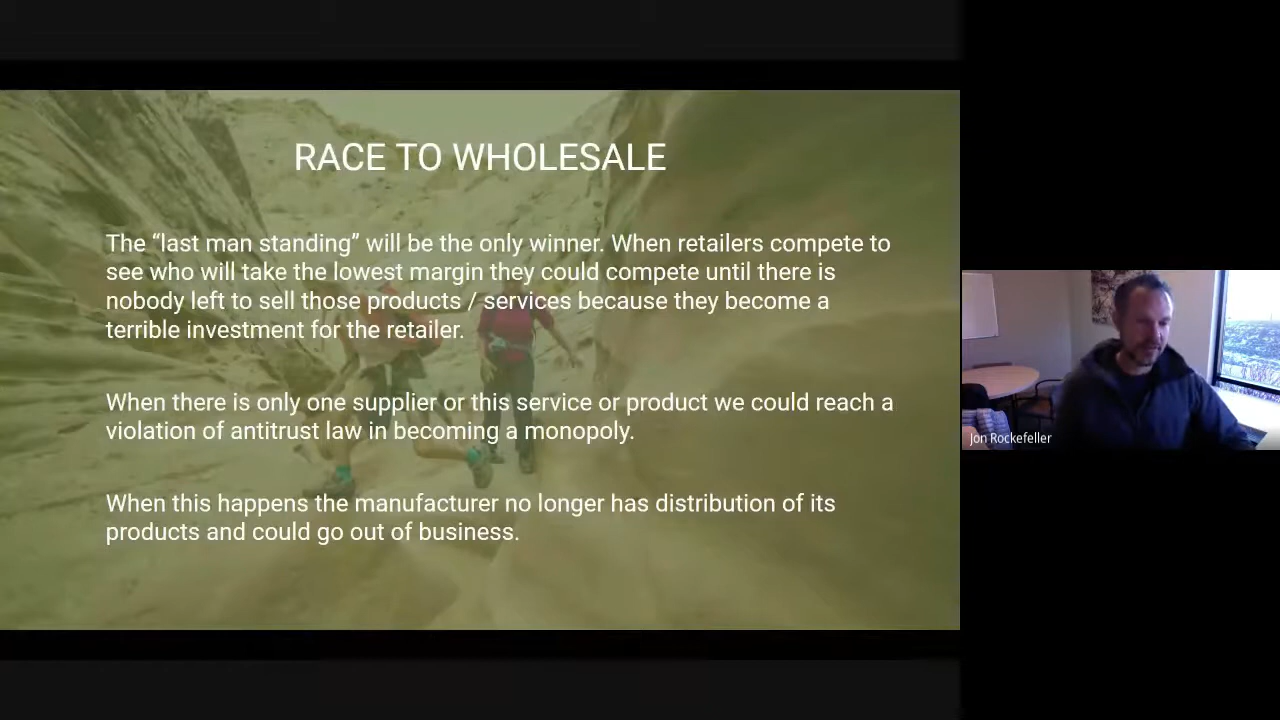 RACE TO WHOLESALE
The “last man standing” will be the only winner. When retailers compete to
see who will take the lowest margin they could compete until there is
nobody left to sell those products / services because they become a
terrible investment for the retailer.
When there is only one supplier or this service or product we could reach a
violation of antitrust law in becoming a monopoly.
When this happens the manufacturer no longer has distribution of its
products and could go out of business.
Jon Rockefeller